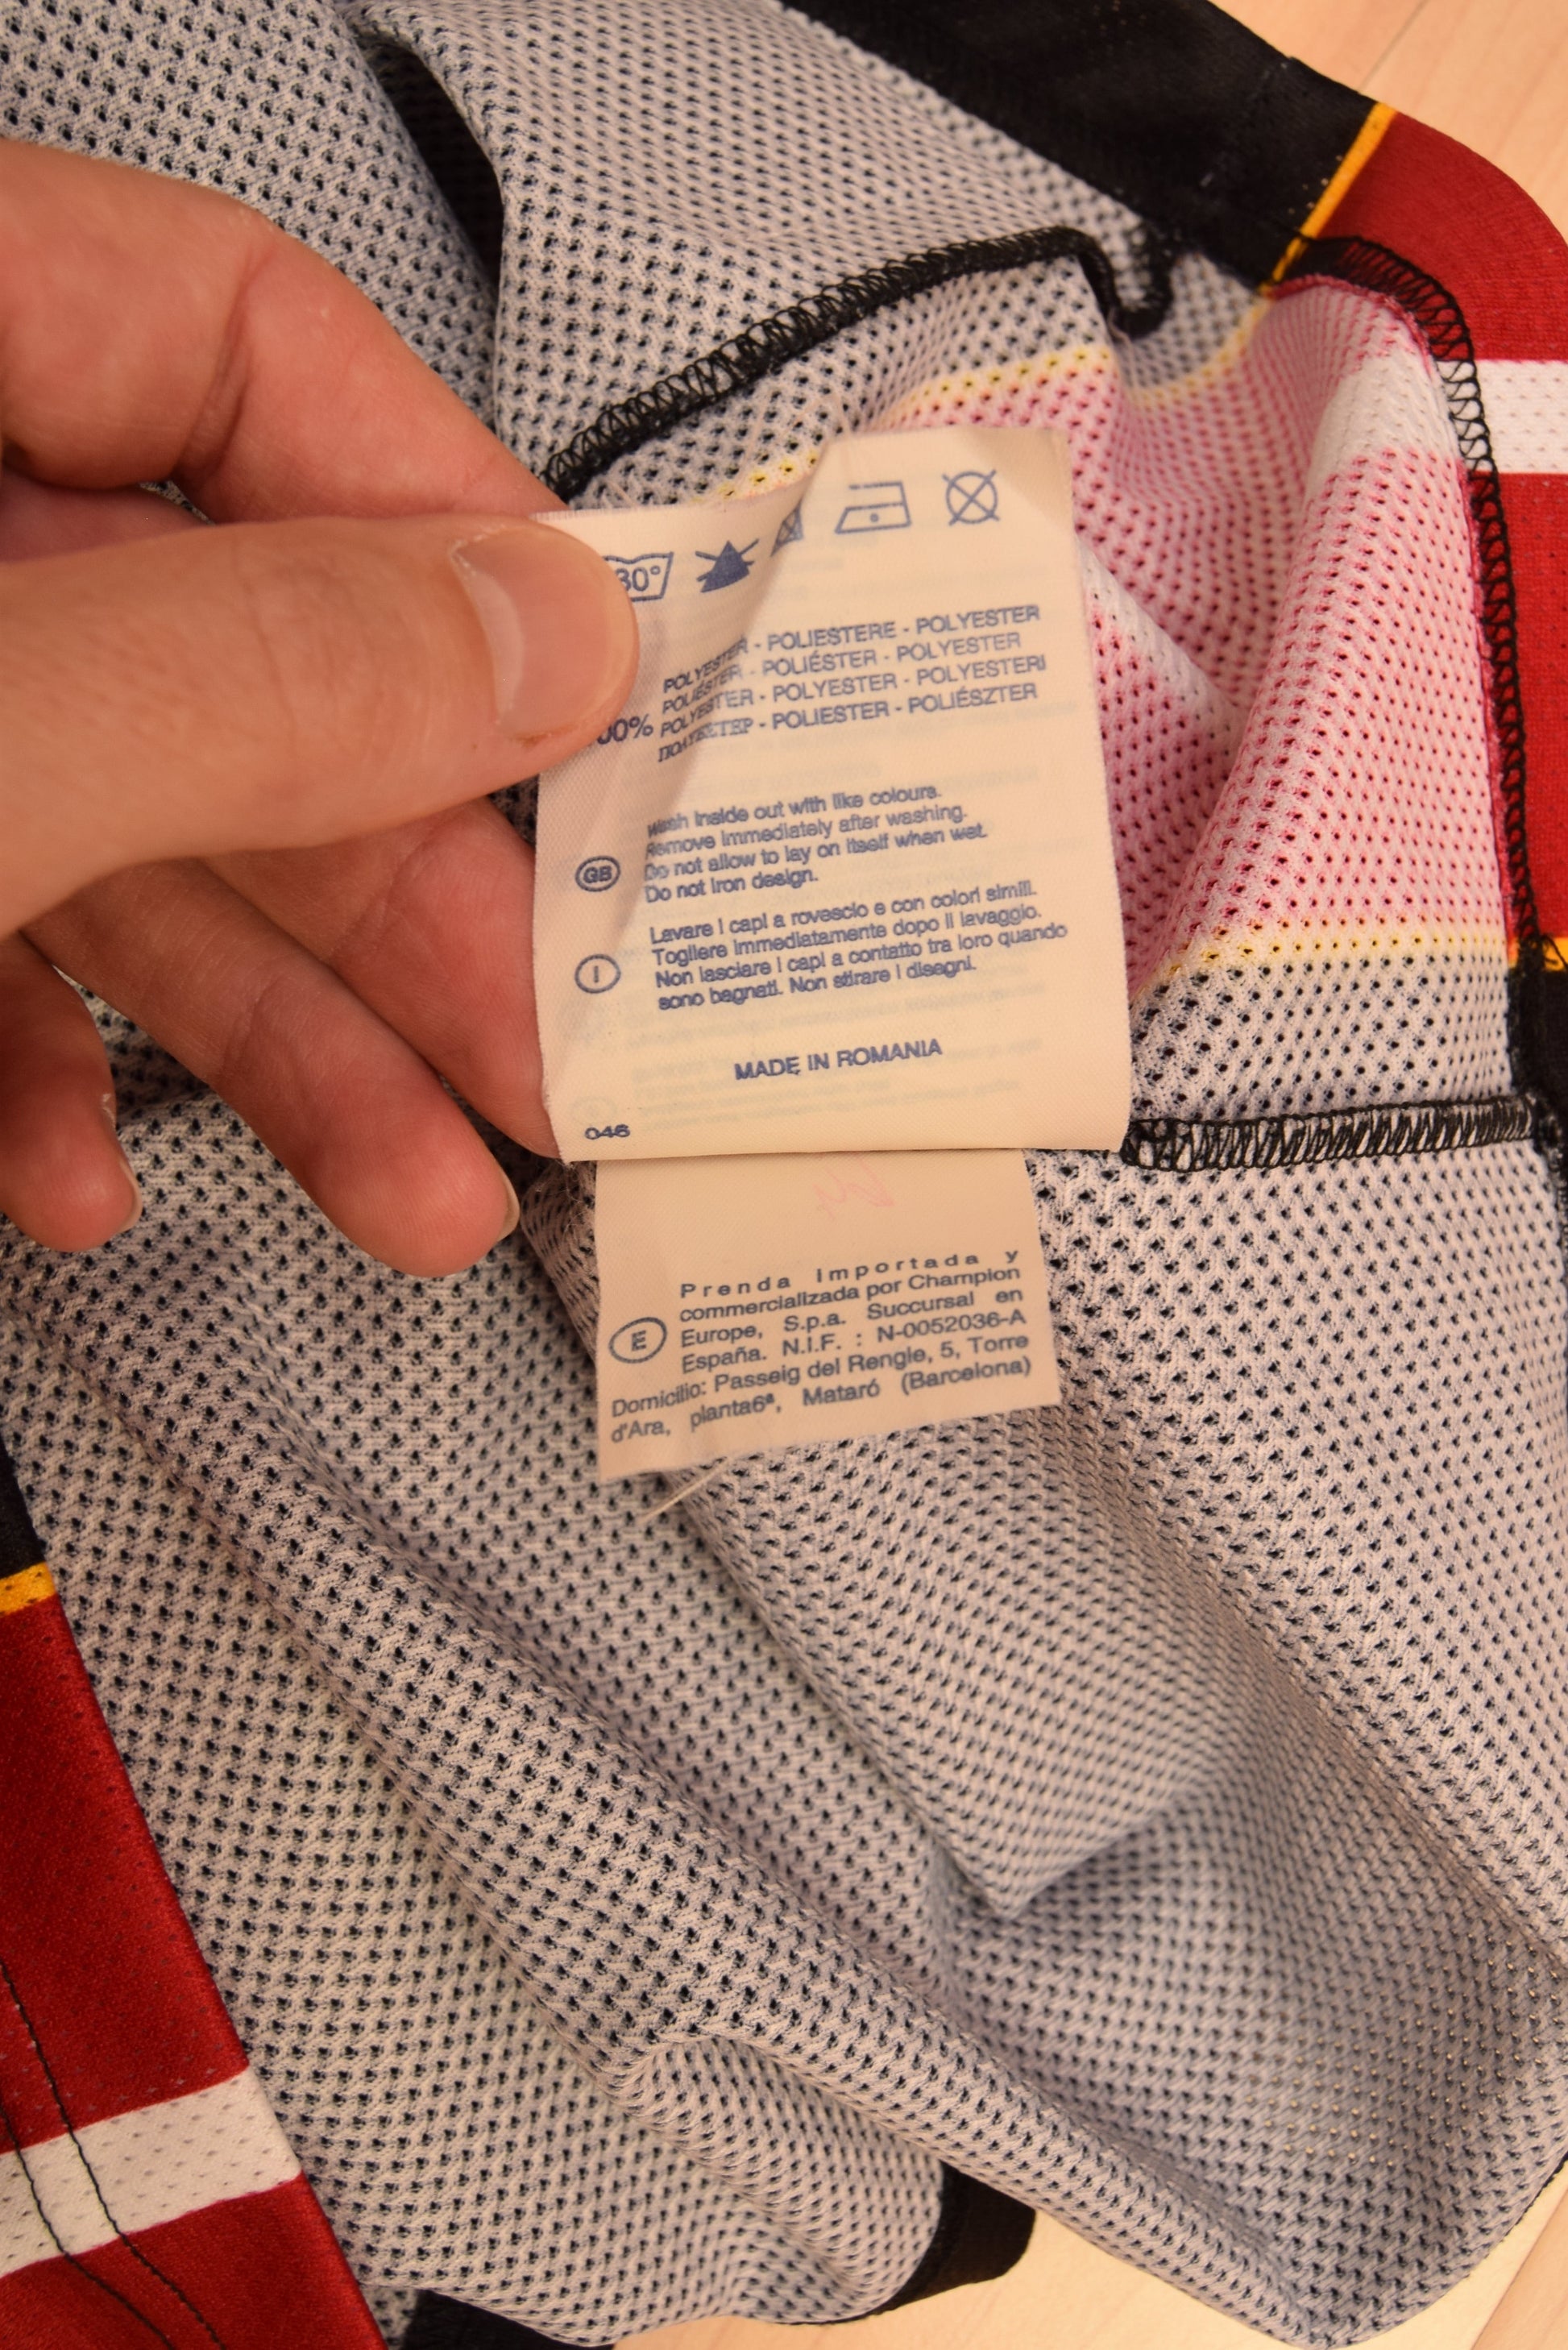 30°
POLYESTER - POLIESTERE - POLYESTER
POLIÉSTER - POLIÉSTER - POLYESTER
POLYESTER - POLYESTER - POLYESTERI
ПОЛУЕСТЕР - POLIESTER - POLIÉSZTER
00%
GB
Wash inside out with like colours.
Remove immediately after washing.
Do not allow to lay on itself when wet.
Do not iron design.
I
Lavare i capi a rovescio e con colori simili.
Togliere immediatamente dopo il lavaggio.
Non lasciare i capi a contatto tra loro quando
sono bagnati. Non stirare i disegni.
MADE IN ROMANIA
046
E
Prenda importada y
commercializada por Champion
Europe, S.p.a. Succursal en
España. N.I.F. : N-0052036-A
Domicilio: Passeig del Rengle, 5, Torre
d'Ara, planta6ª, Mataró (Barcelona)